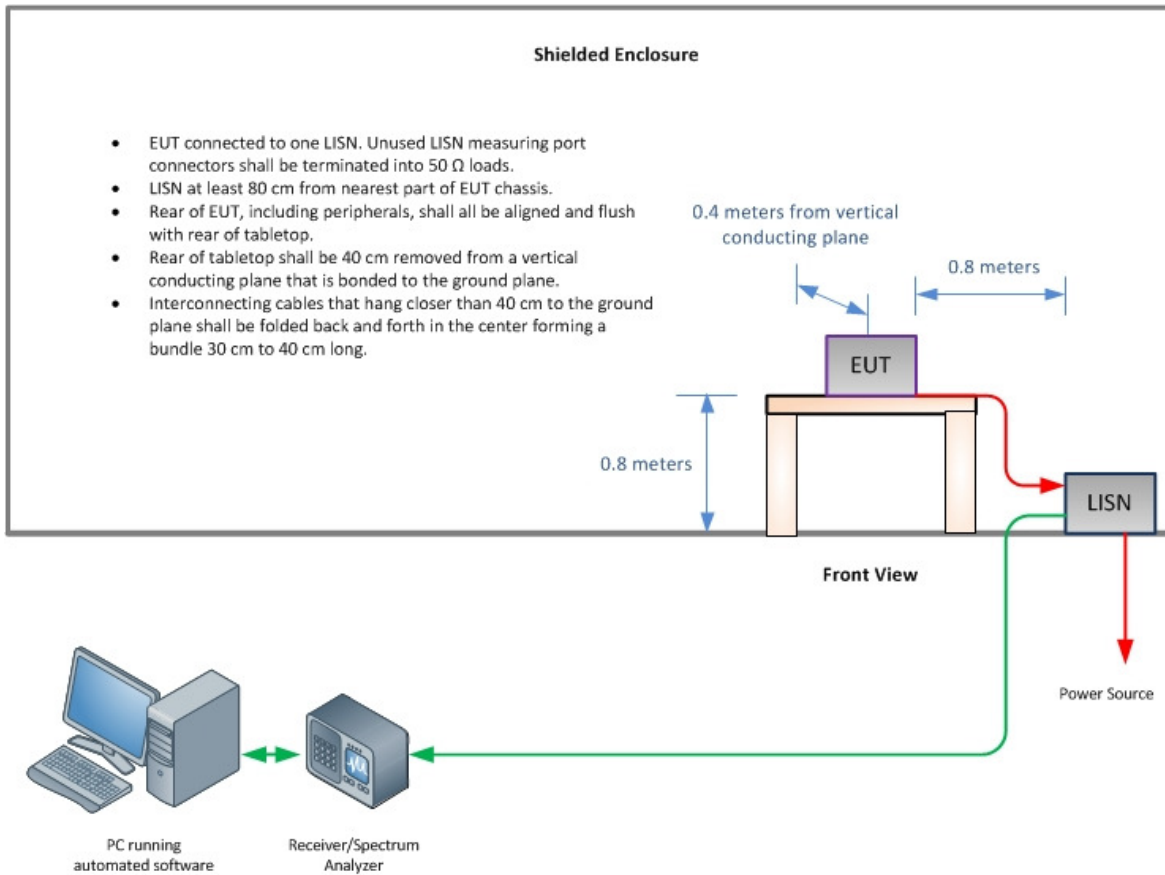 Shielded Enclosure
• EUT connected to one LISN. Unused LISN measuring port
connectors shall be terminated into 50 Ω loads.
• LISN at least 80 cm from nearest part of EUT chassis.
• Rear of EUT, including peripherals, shall all be aligned and flush
with rear of tabletop.
• Rear of tabletop shall be 40 cm removed from a vertical
conducting plane that is bonded to the ground plane.
• Interconnecting cables that hang closer than 40 cm to the ground
plane shall be folded back and forth in the center forming a
bundle 30 cm to 40 cm long.
0.4 meters from vertical
conducting plane
0.8 meters
EUT
0.8 meters
LISN
Front View
Power Source
PC running
automated software
Receiver/Spectrum
Analyzer